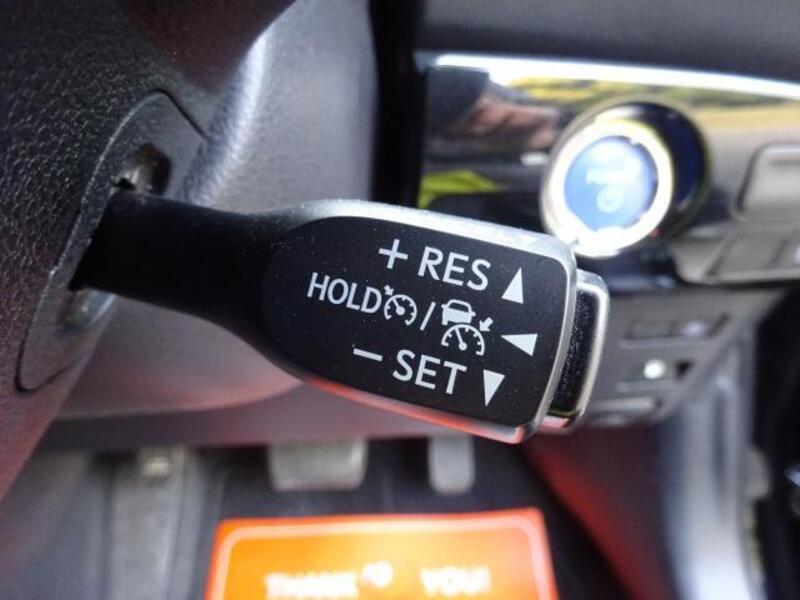 + RES
HOLD /
− SET
THANK YOU!